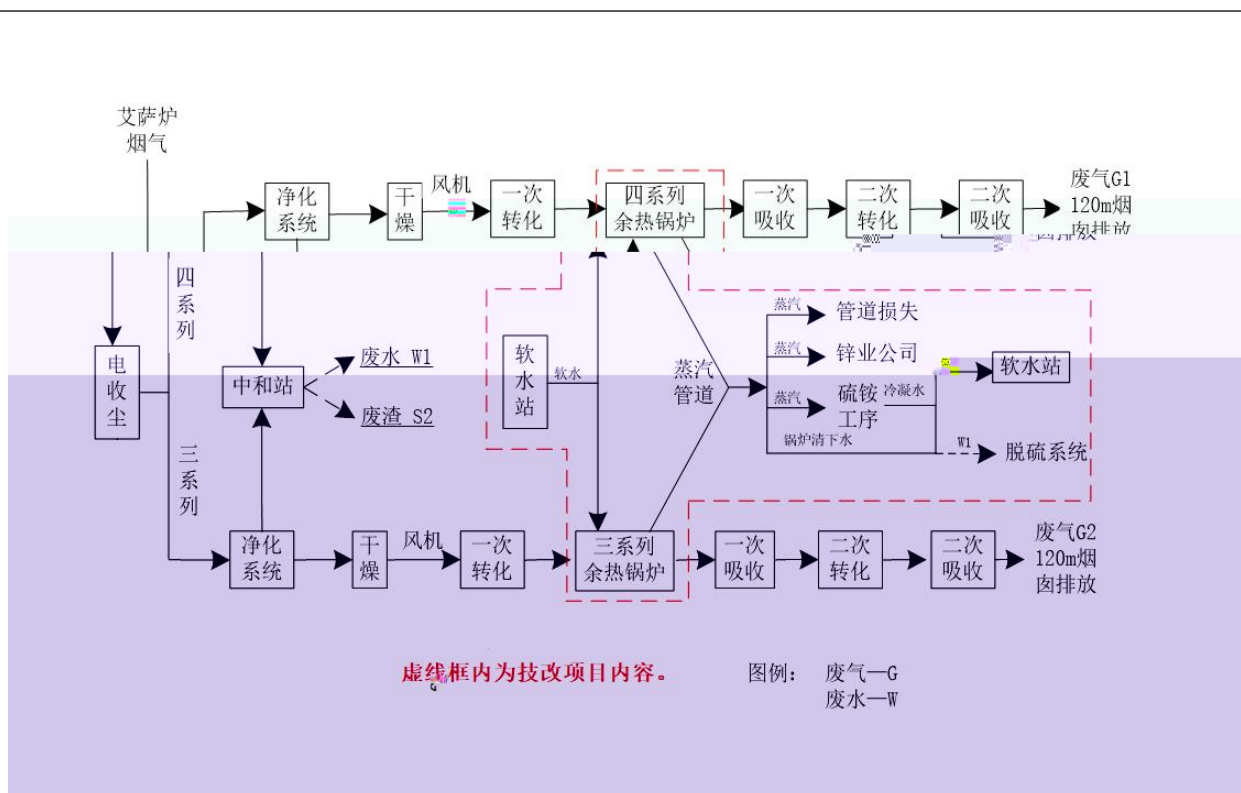 艾萨炉
烟气
净化
系统
干
燥
风机
一次
转化
四系列
余热锅炉
一次
吸收
二次
转化
二次
吸收
废气G1
120m烟
囱排放
四
系
列
电
收
尘
中和站
废水 W1
废渣 S2
软
水
站
软水
蒸汽
管道
蒸汽
管道损失
蒸汽
锌业公司
蒸汽
硫铵
工序
冷凝水
软水站
锅炉清下水
W1
脱硫系统
三
系
列
净化
系统
干
燥
风机
一次
转化
三系列
余热锅炉
一次
吸收
二次
转化
二次
吸收
废气G2
120m烟
囱排放
虚线框内为技改项目内容。
图例：
废气—G
废水—W